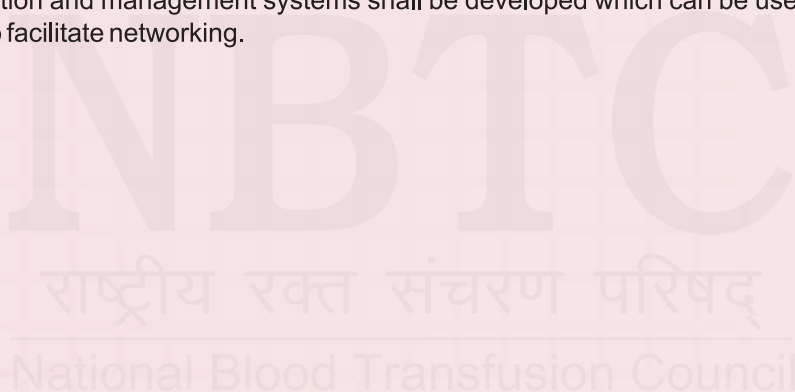 tion and management systems shall be developed which can be use
facilitate networking.
NBTC
राष्ट्रीय रक्त संचरण परिषद्
National Blood Transfusion Council